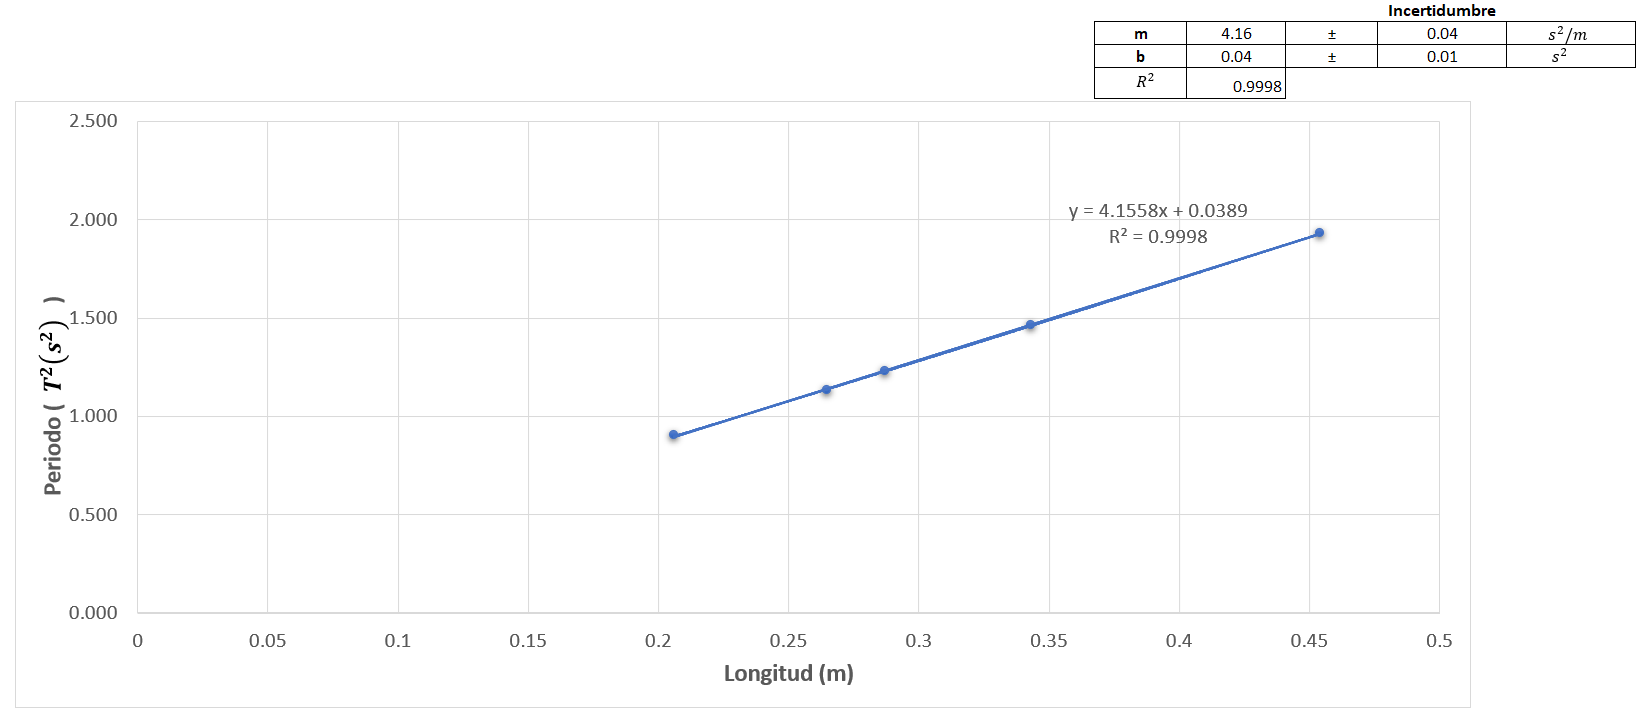 Incertidumbre
m 4.16 ± 0.04 s²/m
b 0.04 ± 0.01 s²
R² 0.9998
2.500
2.000
1.500
1.000
0.500
0.000
Periodo ( T²(s²) )
y = 4.1558x + 0.0389
R² = 0.9998
0 0.05 0.1 0.15 0.2 0.25 0.3 0.35 0.4 0.45 0.5
Longitud (m)